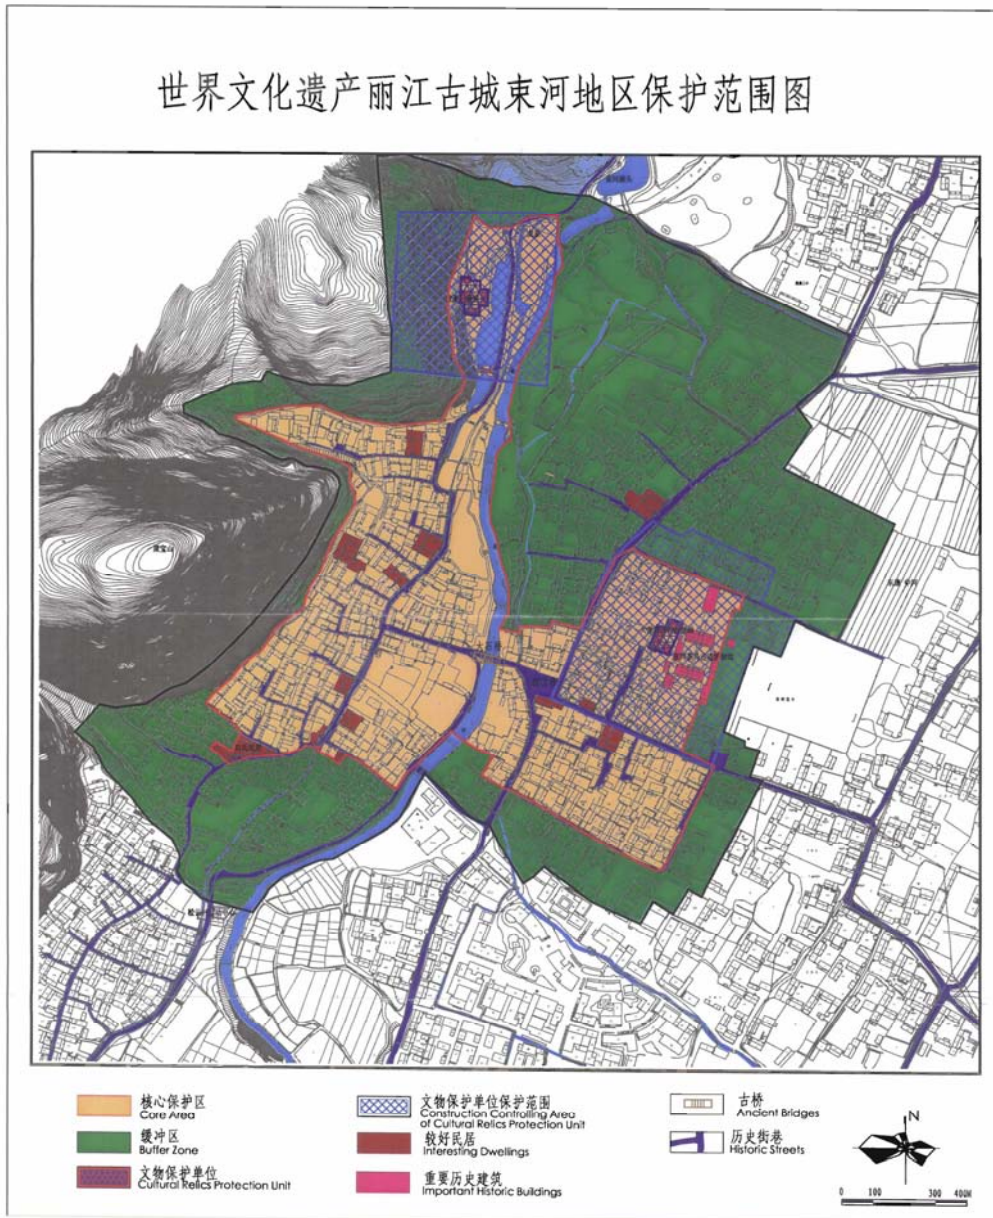 世界文化遗产丽江古城束河地区保护范围图
聚宝山
核心保护区
Core Area
缓冲区
Buffer Zone
文物保护单位
Cultural Relics Protection Unit
文物保护单位保护范围
Construction Controlling Area
of Cultural Relics Protection Unit
较好民居
Interesting Dwellings
重要历史建筑
Important Historic Buildings
古桥
Ancient Bridges
历史街巷
Historic Streets
N
0 100 300 400M